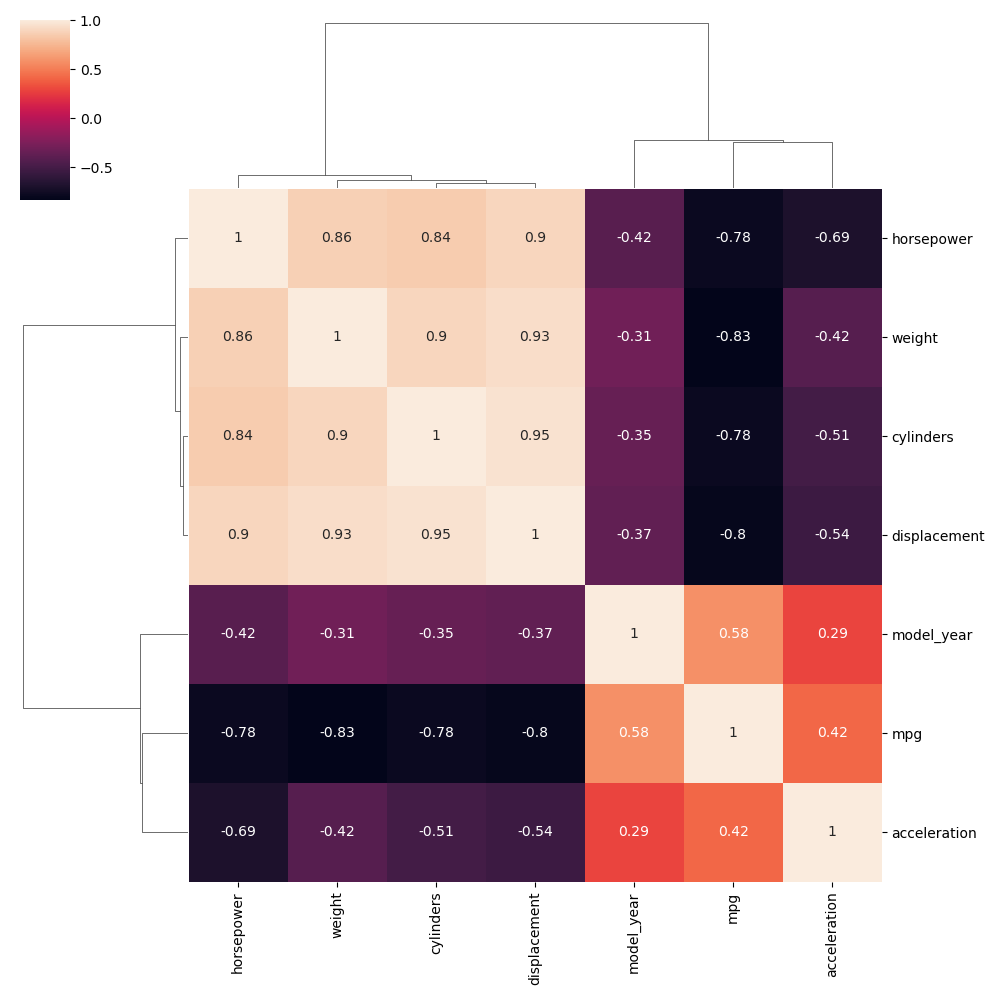 1.0
0.5
0.0
−0.5
1 0.86 0.84 0.9 -0.42 -0.78 -0.69 horsepower
0.86 1 0.9 0.93 -0.31 -0.83 -0.42 weight
0.84 0.9 1 0.95 -0.35 -0.78 -0.51 cylinders
0.9 0.93 0.95 1 -0.37 -0.8 -0.54 displacement
-0.42 -0.31 -0.35 -0.37 1 0.58 0.29 model_year
-0.78 -0.83 -0.78 -0.8 0.58 1 0.42 mpg
-0.69 -0.42 -0.51 -0.54 0.29 0.42 1 acceleration
horsepower
weight
cylinders
displacement
model_year
mpg
acceleration